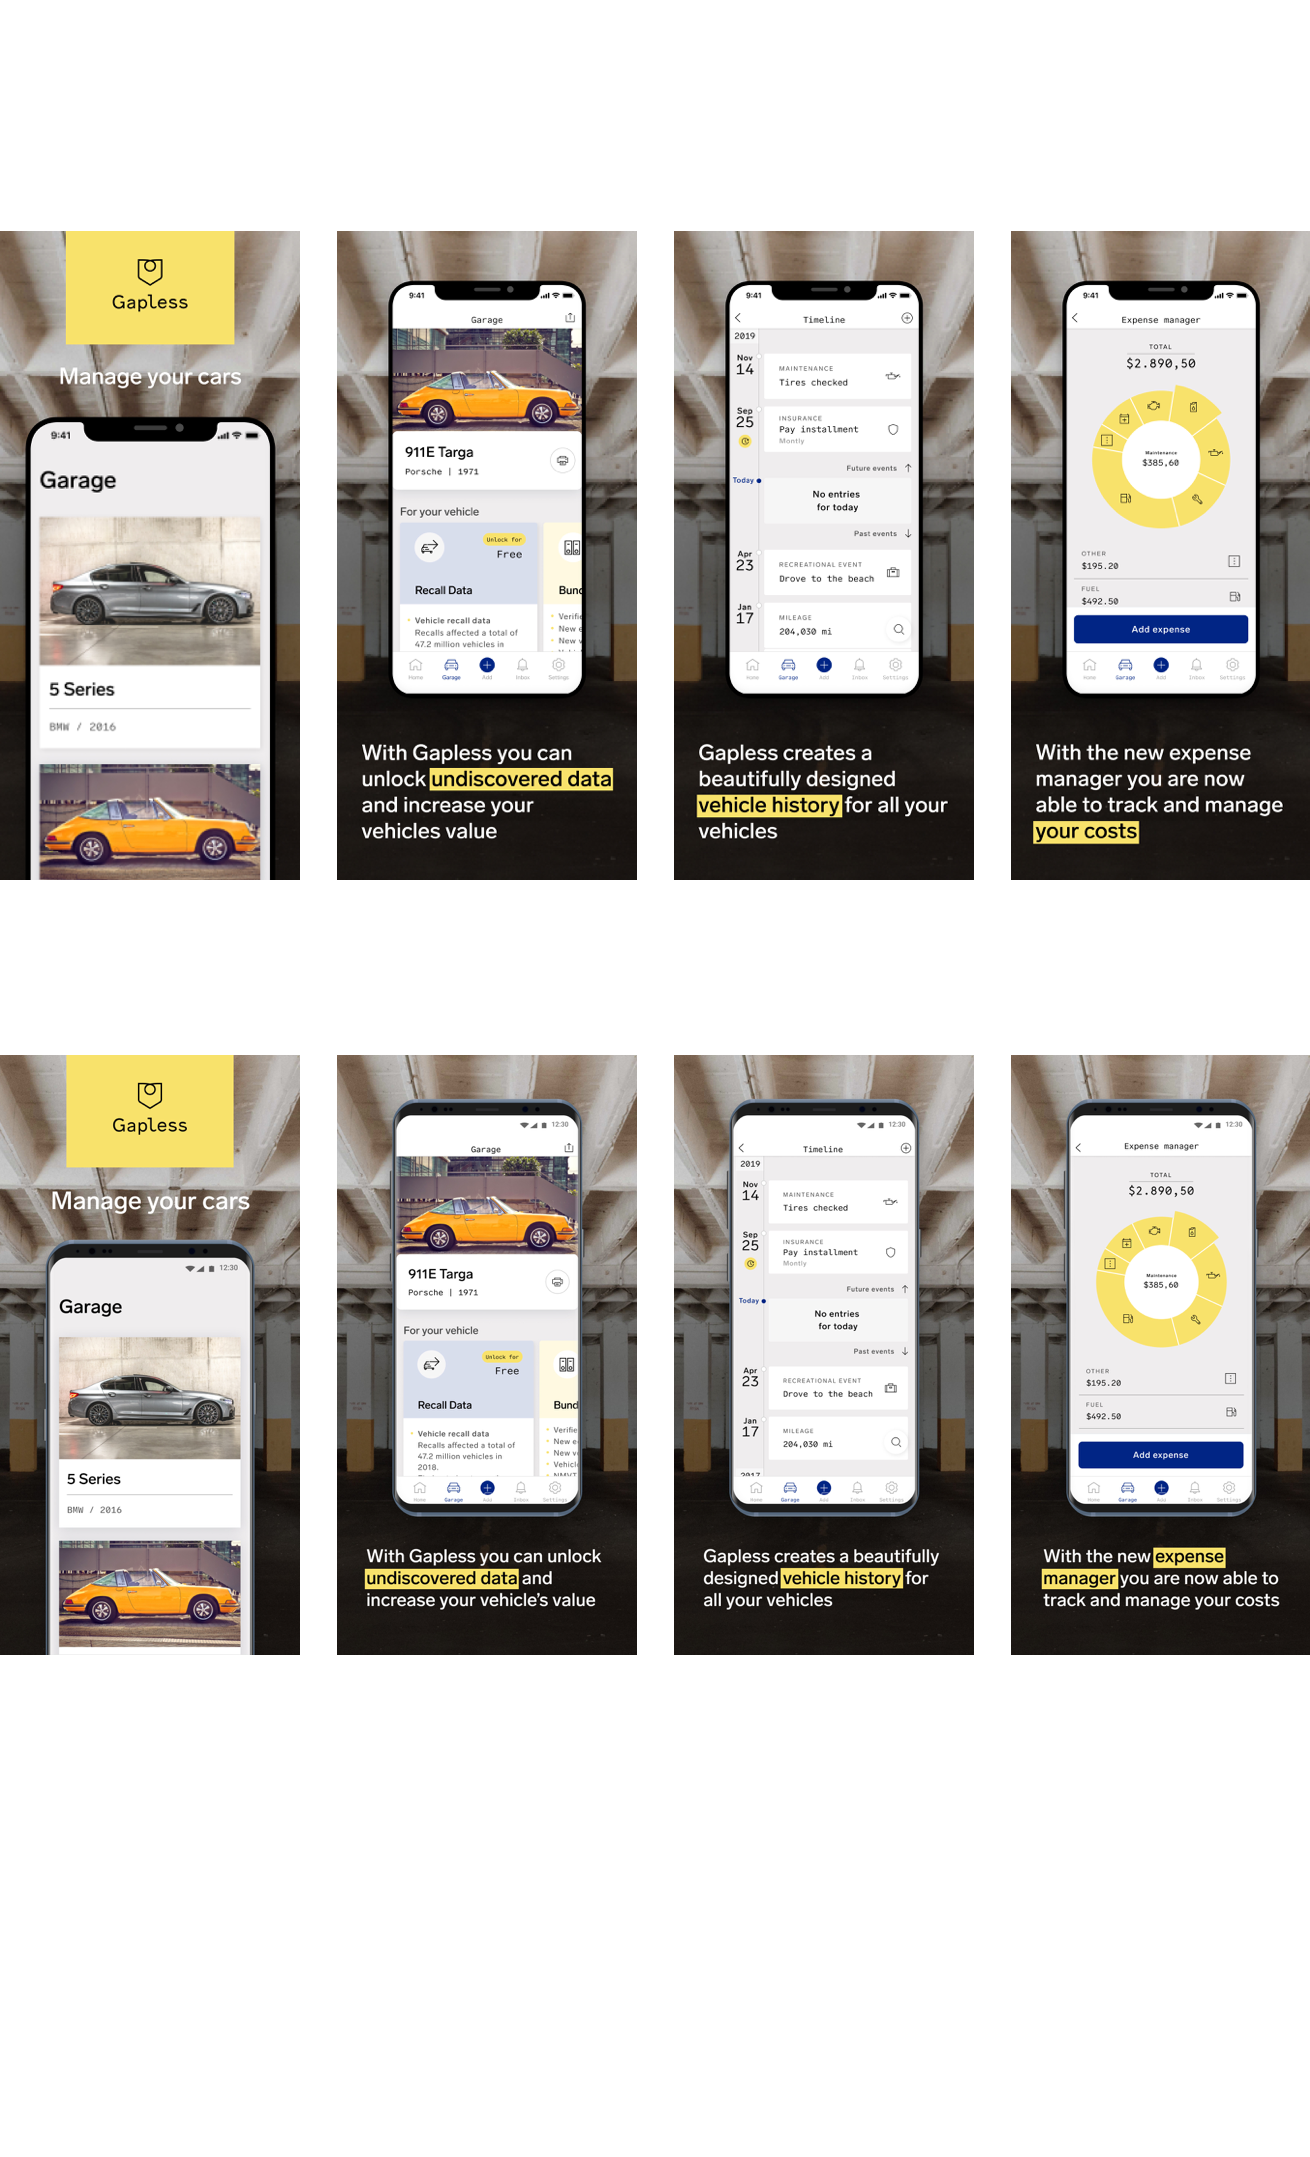 Gapless
Manage your cars
9:41
Garage
5 Series
BMW / 2016
9:41
Garage
911E Targa
Porsche | 1971
For your vehicle
Unlock for
Free
Recall Data
Bund
Vehicle recall data
Recalls affected a total of
47.2 million vehicles in
Verifie
New e
New v
Home
Garage
Add
Inbox
Settings
With Gapless you can
unlock undiscovered data
and increase your
vehicles value
9:41
Timeline
2019
Nov
14
MAINTENANCE
Tires checked
Sep
25
INSURANCE
Pay installment
Montly
Future events
Today
No entries
for today
Past events
Apr
23
RECREATIONAL EVENT
Drove to the beach
Jan
17
MILEAGE
204,030 mi
Home
Garage
Add
Inbox
Settings
Gapless creates a
beautifully designed
vehicle history for all your
vehicles
9:41
Expense manager
TOTAL
$2.890,50
Maintenance
$385,60
OTHER
$195.20
FUEL
$492.50
Add expense
Home
Garage
Add
Inbox
Settings
With the new expense
manager you are now
able to track and manage
your costs
Gapless
Manage your cars
12:30
Garage
5 Series
BMW / 2016
12:30
Garage
911E Targa
Porsche | 1971
For your vehicle
Unlock for
Free
Recall Data
Bund
Vehicle recall data
Recalls affected a total of
47.2 million vehicles in
2018.
Verifie
New e
New v
Vehicl
NMVT
Home
Garage
Add
Inbox
Settings
With Gapless you can unlock
undiscovered data and
increase your vehicle's value
12:30
Timeline
2019
Nov
14
MAINTENANCE
Tires checked
Sep
25
INSURANCE
Pay installment
Montly
Future events
Today
No entries
for today
Past events
Apr
23
RECREATIONAL EVENT
Drove to the beach
Jan
17
MILEAGE
204,030 mi
2017
Home
Garage
Add
Inbox
Settings
Gapless creates a beautifully
designed vehicle history for
all your vehicles
12:30
Expense manager
TOTAL
$2.890,50
Maintenance
$385,60
OTHER
$195.20
FUEL
$492.50
Add expense
Home
Garage
Add
Inbox
Settings
With the new expense
manager you are now able to
track and manage your costs